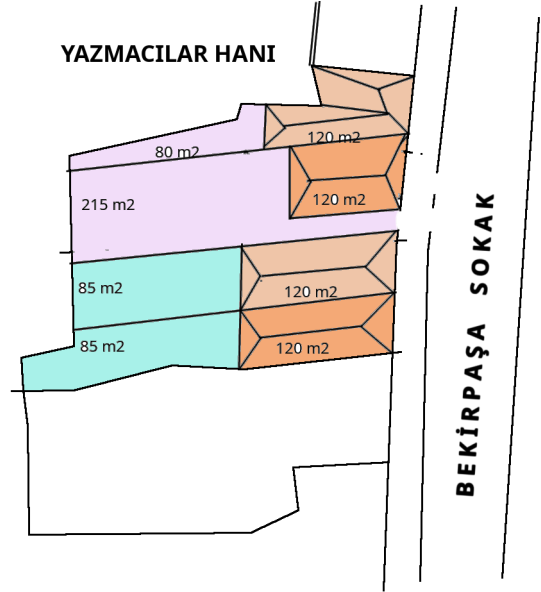 YAZMACILAR HANI
120 m2
80 m2
120 m2
215 m2
85 m2
120 m2
85 m2
120 m2
BEKİRPAŞA SOKAK